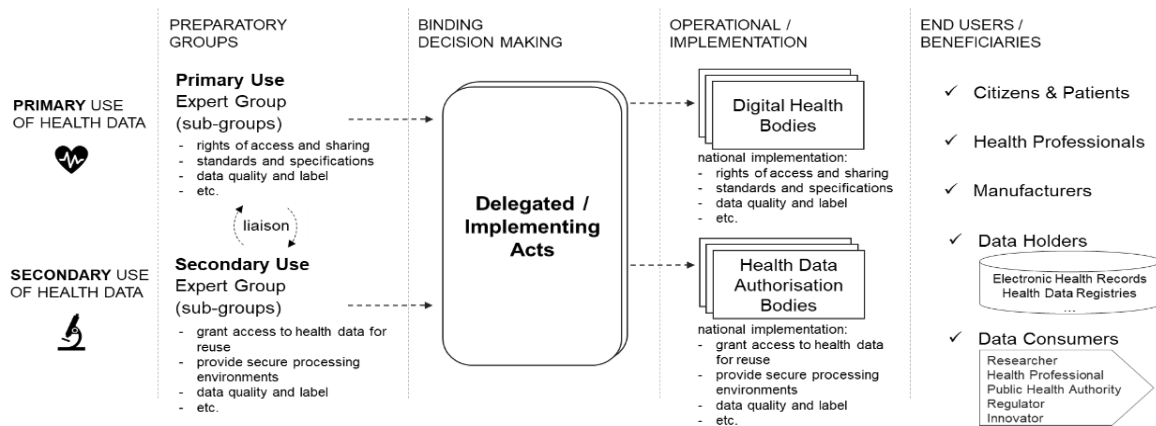 PREPARATORY
GROUPS
BINDING
DECISION MAKING
OPERATIONAL /
IMPLEMENTATION
END USERS /
BENEFICIARIES
PRIMARY USE
OF HEALTH DATA
Primary Use
Expert Group
(sub-groups)
- rights of access and sharing
- standards and specifications
- data quality and label
- etc.
liaison
SECONDARY USE
OF HEALTH DATA
Secondary Use
Expert Group
(sub-groups)
- grant access to health data for
reuse
- provide secure processing
environments
- data quality and label
- etc.
Delegated /
Implementing
Acts
Digital Health
Bodies
national implementation:
- rights of access and sharing
- standards and specifications
- data quality and label
- etc.
Health Data
Authorisation
Bodies
national implementation:
- grant access to health data
for reuse
- provide secure processing
environments
- data quality and label
- etc.
✓ Citizens & Patients
✓ Health Professionals
✓ Manufacturers
✓ Data Holders
Electronic Health Records
Health Data Registries
...
✓ Data Consumers
Researcher
Health Professional
Public Health Authority
Regulator
Innovator